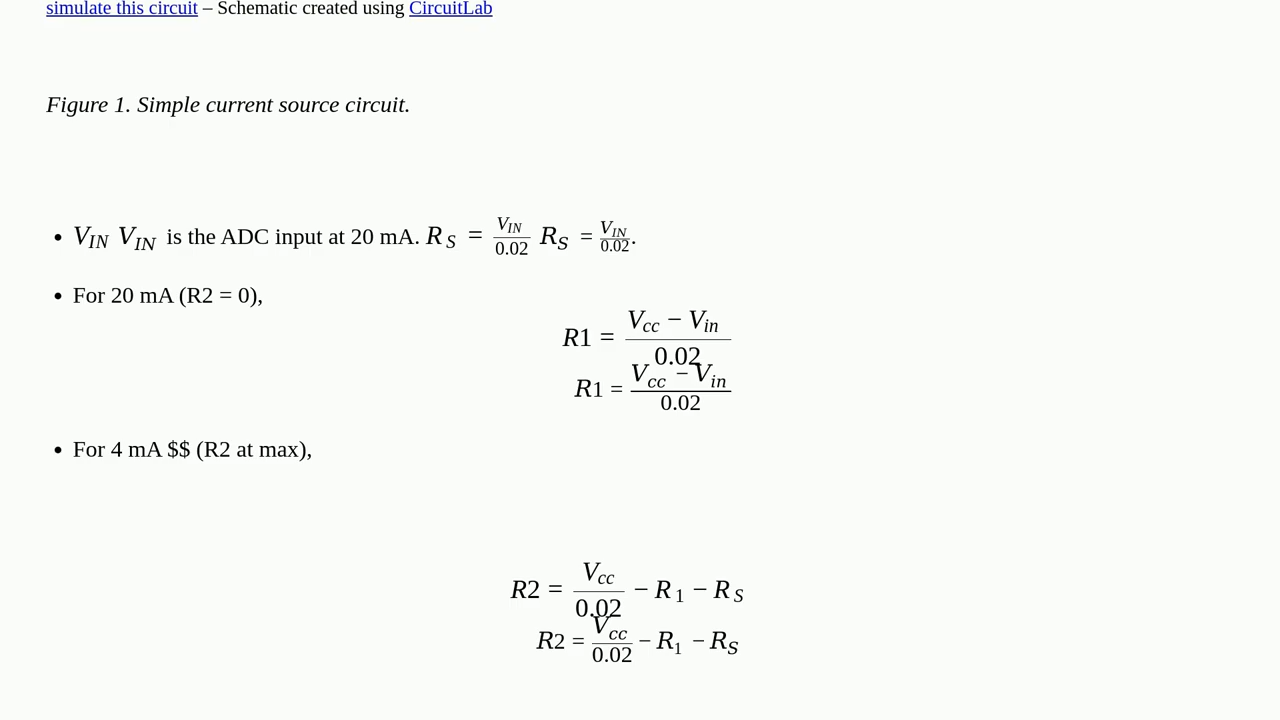 simulate this circuit – Schematic created using CircuitLab
Figure 1. Simple current source circuit.
• V_IN V_IN is the ADC input at 20 mA. R_S = V_IN/0.02 R_S = V_IN/0.02.
• For 20 mA (R2 = 0),
R1 = (V_cc − V_in)/0.02
R1 = (V_cc − V_in)/0.02
• For 4 mA $$ (R2 at max),
R2 = V_cc/0.02 − R_1 − R_S
R2 = V_cc/0.02 − R_1 − R_S